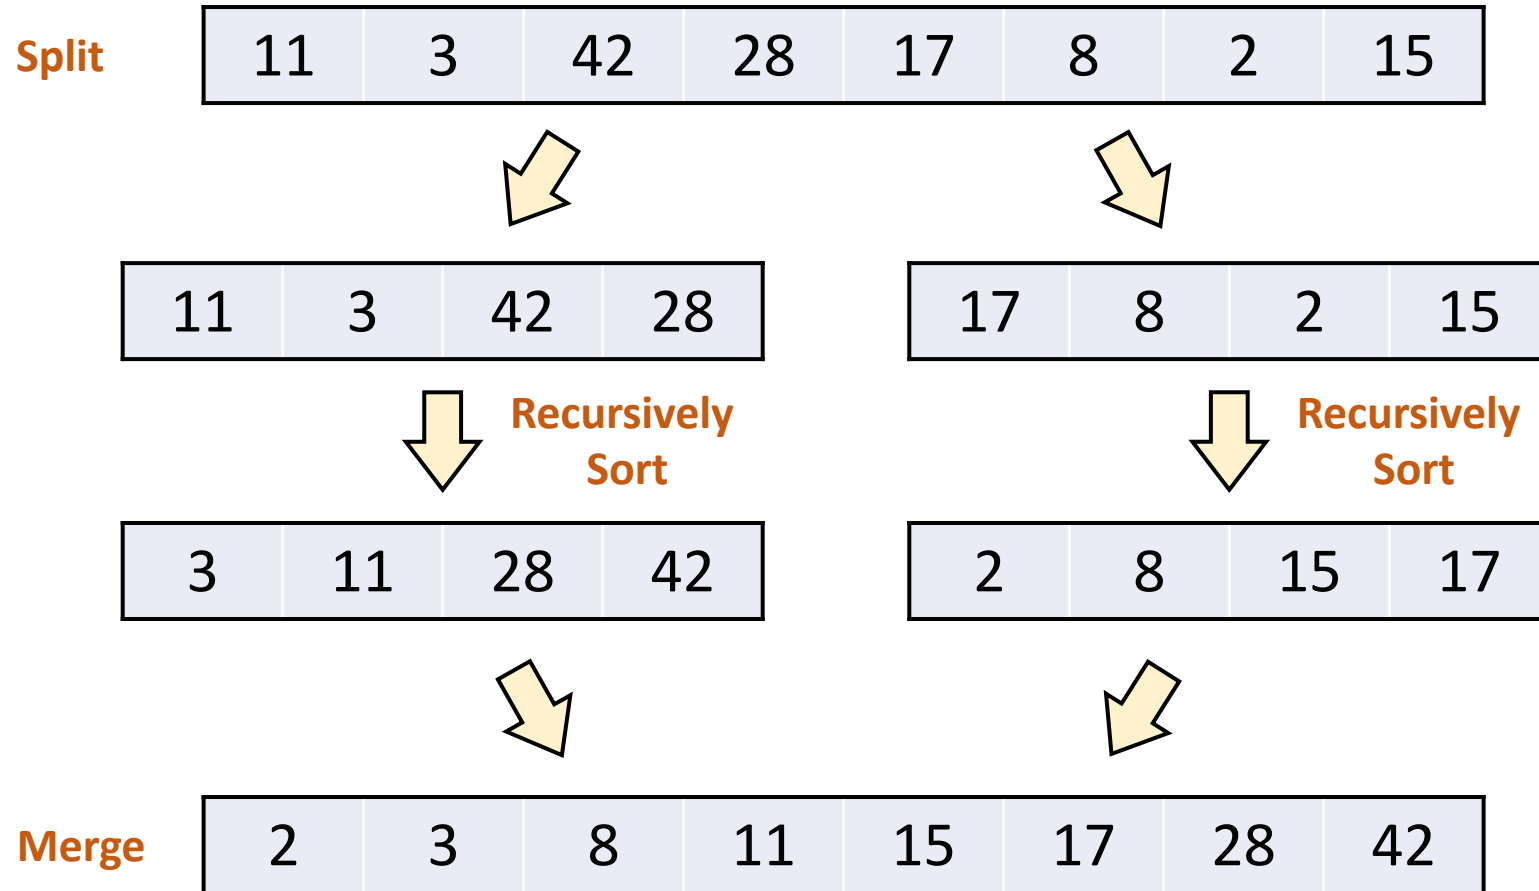 Split 11 3 42 28 17 8 2 15
11 3 42 28 17 8 2 15
Recursively Recursively
Sort Sort
3 11 28 42 2 8 15 17
Merge 2 3 8 11 15 17 28 42